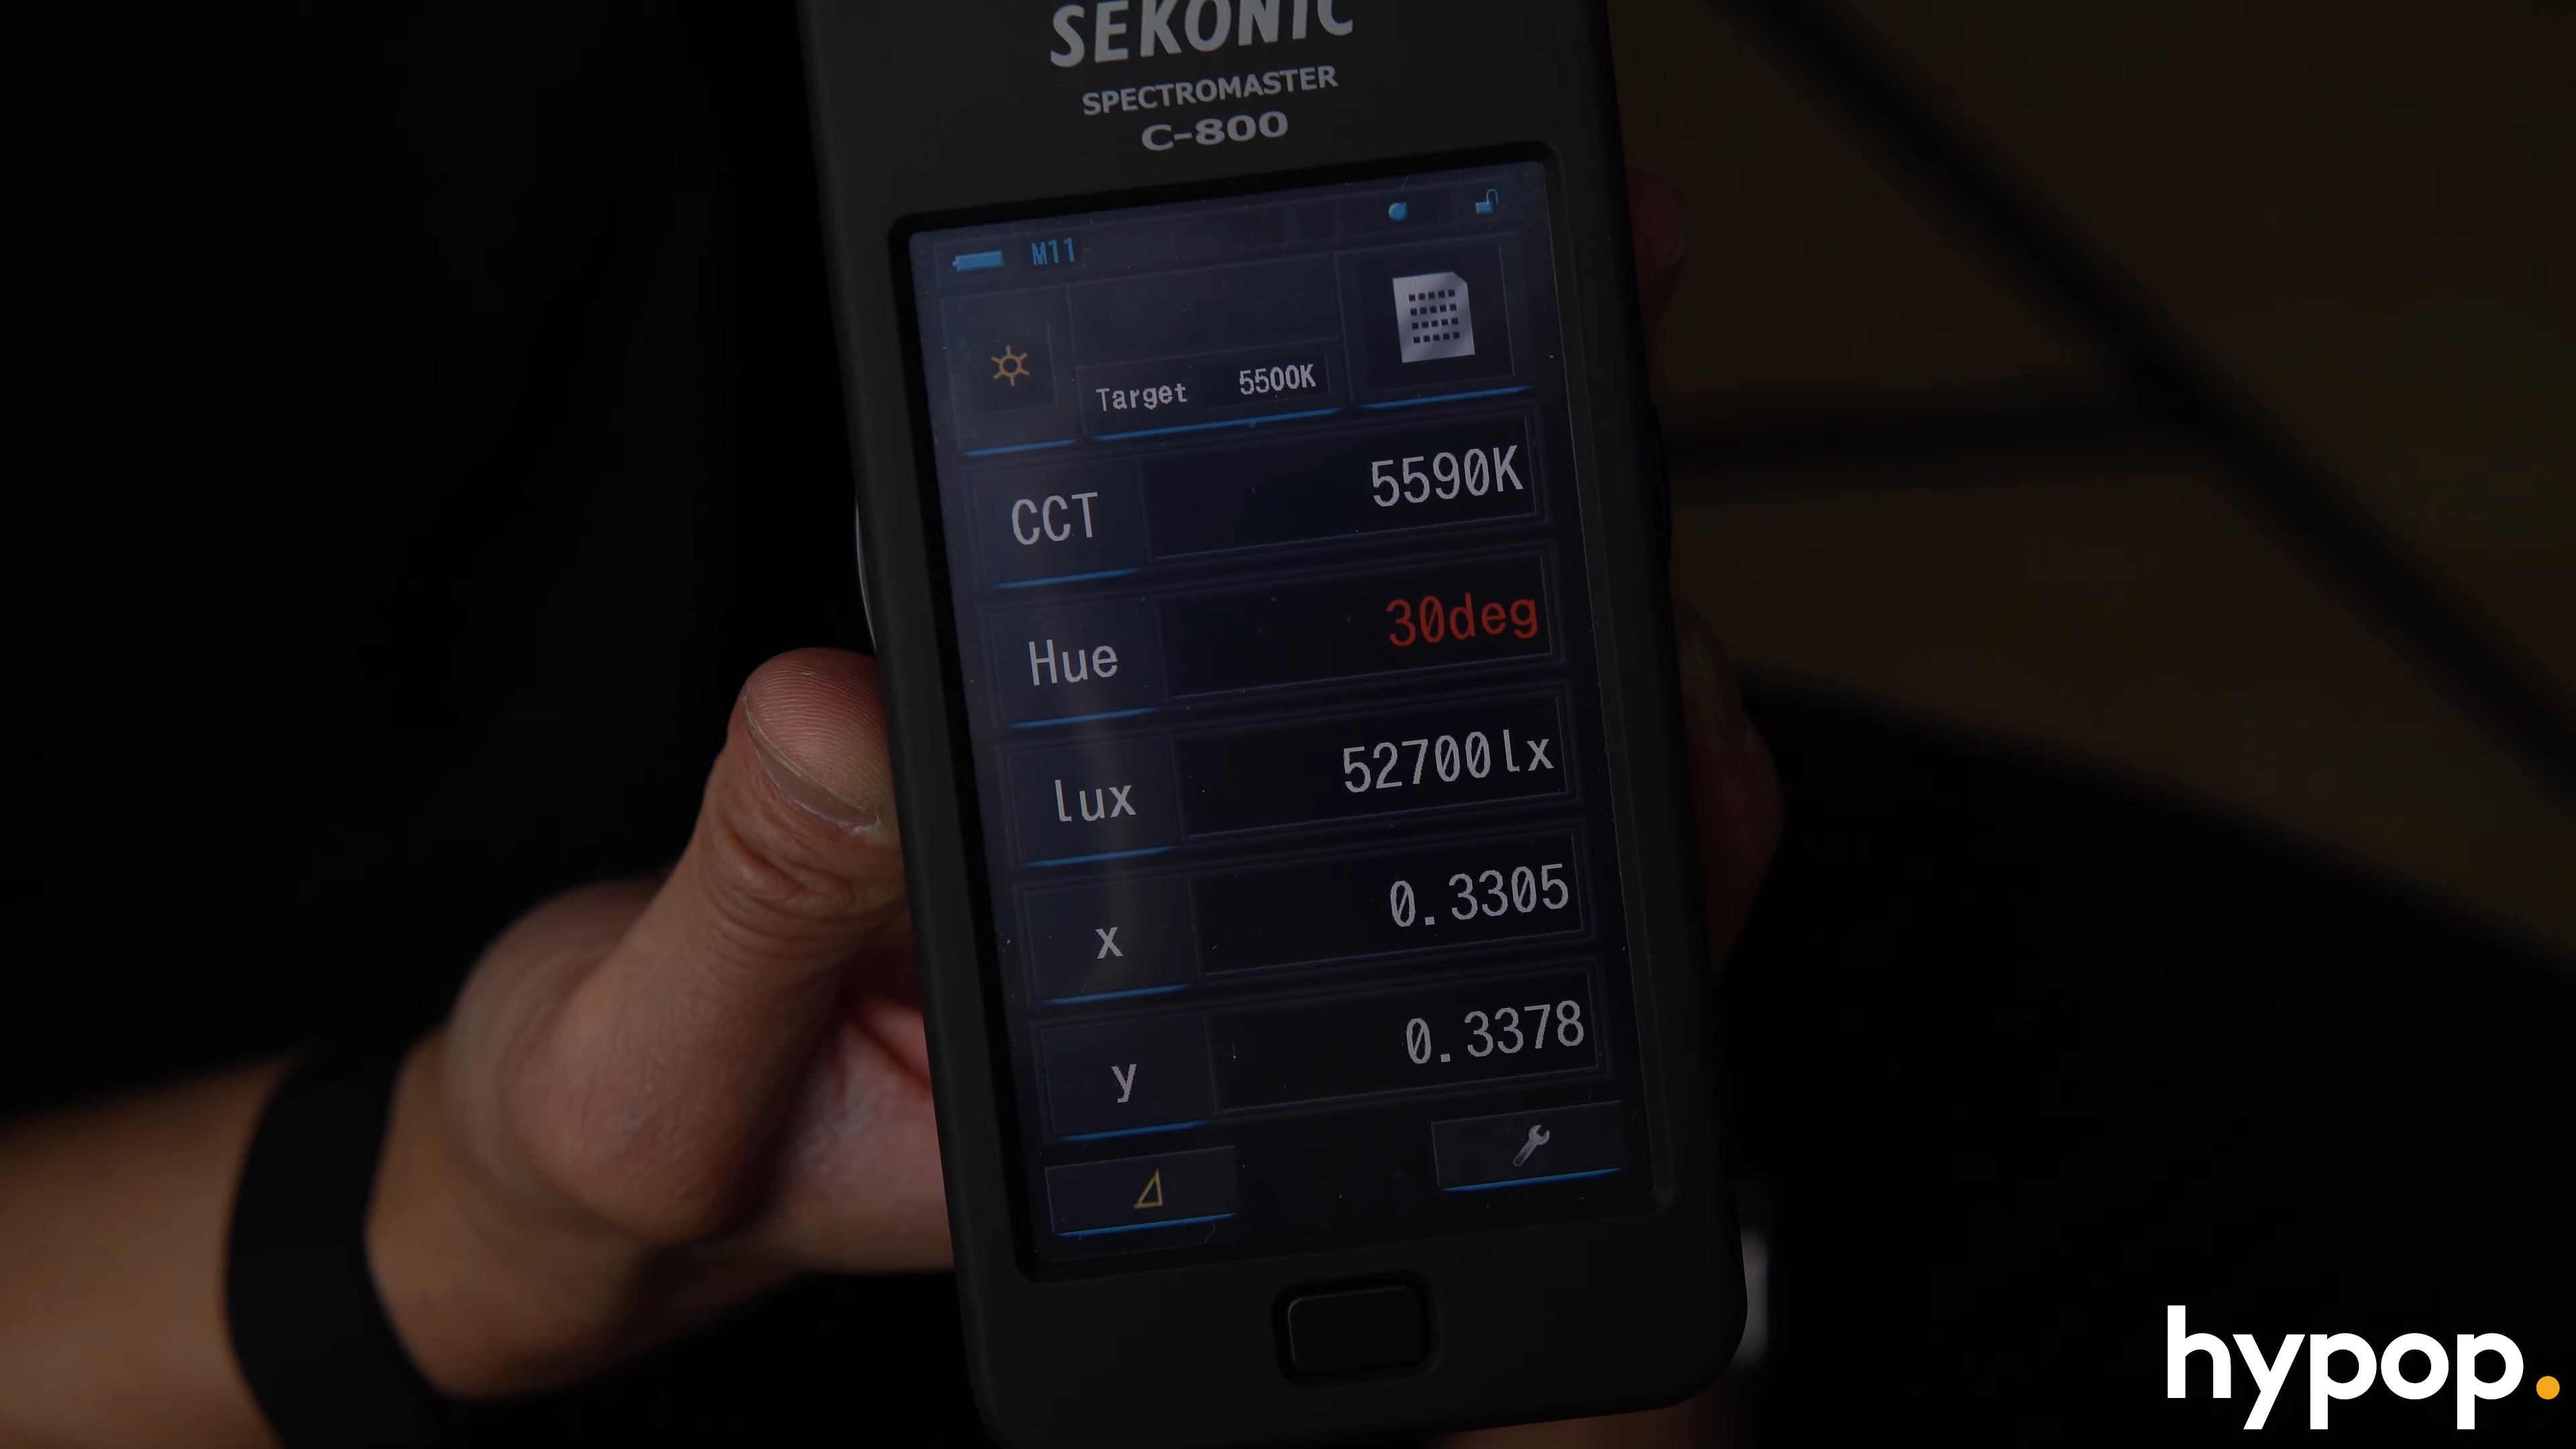 SEKONIC
SPECTROMASTER
C-800
M11
Target 5500K
CCT 5590K
Hue 30deg
lux 52700lx
x 0.3305
y 0.3378
hypop.